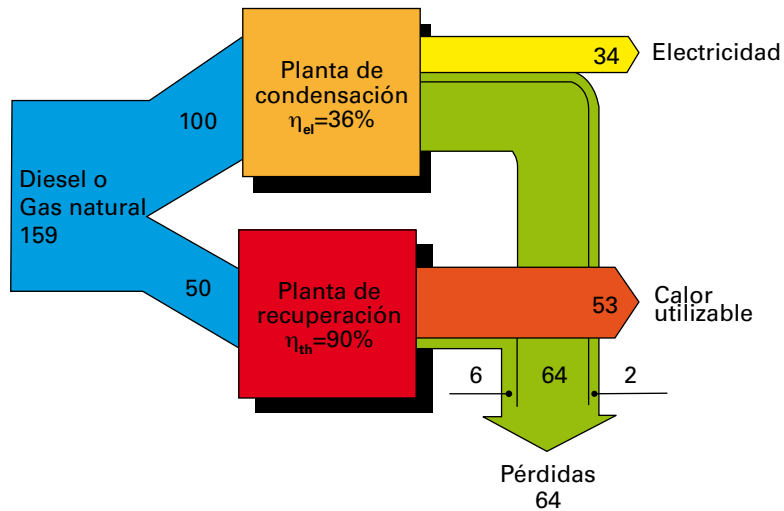 Diesel o
Gas natural
159
100
50
Planta de
condensación
ηel=36%
Planta de
recuperación
ηth=90%
34
Electricidad
53
Calor
utilizable
6
64
2
Pérdidas
64